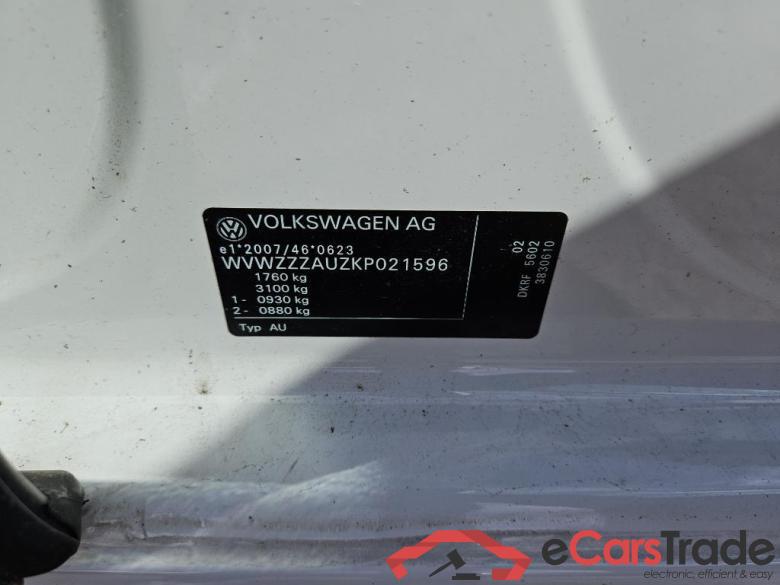 VOLKSWAGEN AG
e1*2007/46*0623
WVWZZZAUZKP021596
1760 kg
3100 kg
1 - 0930 kg
2 - 0880 kg
Typ AU
02
DKRF 5602
3830610
eCarsTrade
electronic, efficient & easy